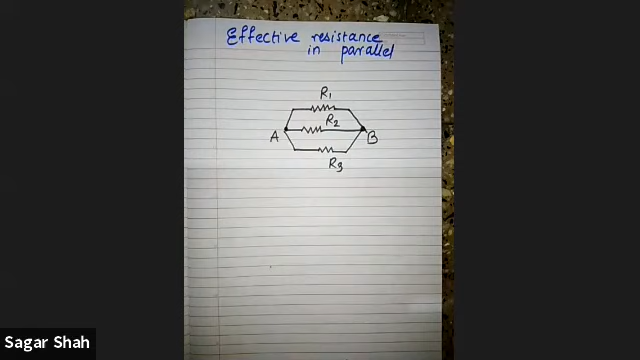 Effective resistance
in parallel
R1
R2
A
B
R3
Sagar Shah